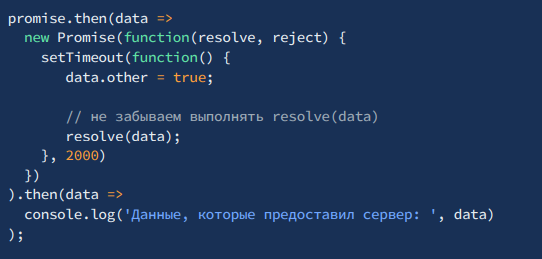 promise.then(data =>
  new Promise(function(resolve, reject) {
    setTimeout(function() {
       data.other = true;

       // не забываем выполнять resolve(data)
       resolve(data);
    }, 2000)
  })
).then(data =>
  console.log('Данные, которые предоставил сервер: ', data)
);